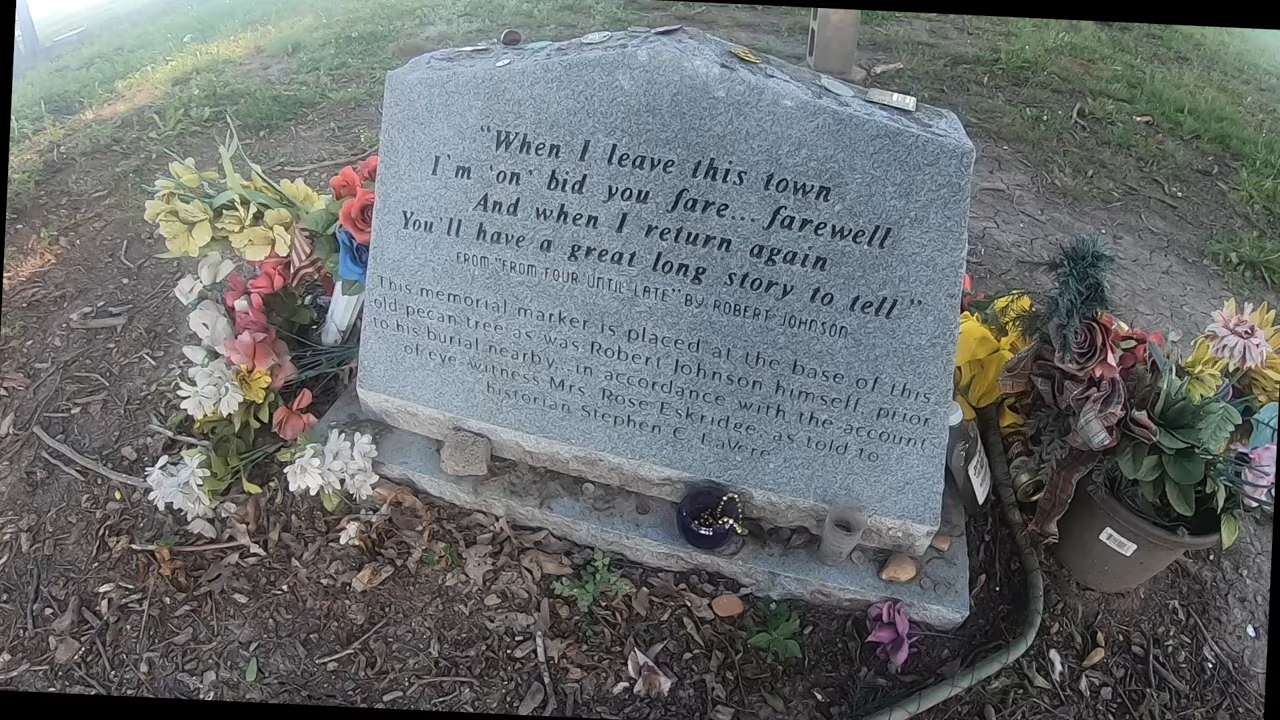 “When I leave this town
I'm 'on' bid you fare... farewell
And when I return again
You'll have a great long story to tell”
FROM “FROM FOUR UNTIL LATE” BY ROBERT JOHNSON
This memorial marker is placed at the base of this
old pecan tree as was Robert Johnson himself prior
to his burial nearby, in accordance with the account
of eye-witness Mrs. Rose Eskridge, as told to
historian Stephen C. LaVere